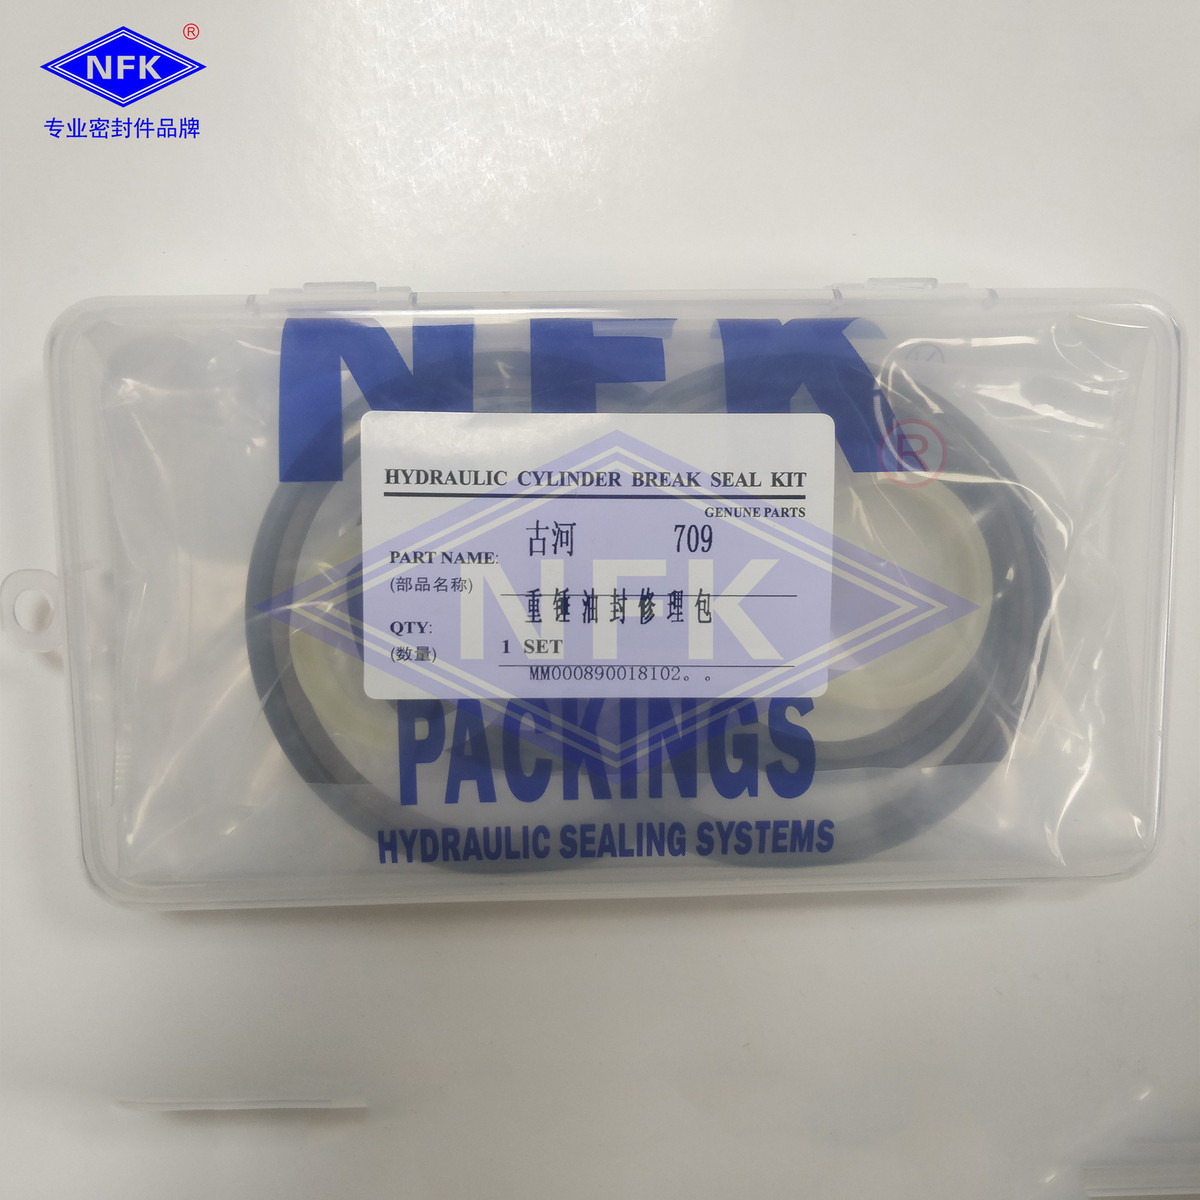 NFK®
专业密封件品牌
NFK
®
HYDRAULIC CYLINDER BREAK SEAL KIT
GENUNE PARTS
PART NAME: 古河 709
(部品名称)
重锤油封修理包
QTY:
(数量)
1 SET
MM000890018102。。
NFK
PACKINGS
HYDRAULIC SEALING SYSTEMS